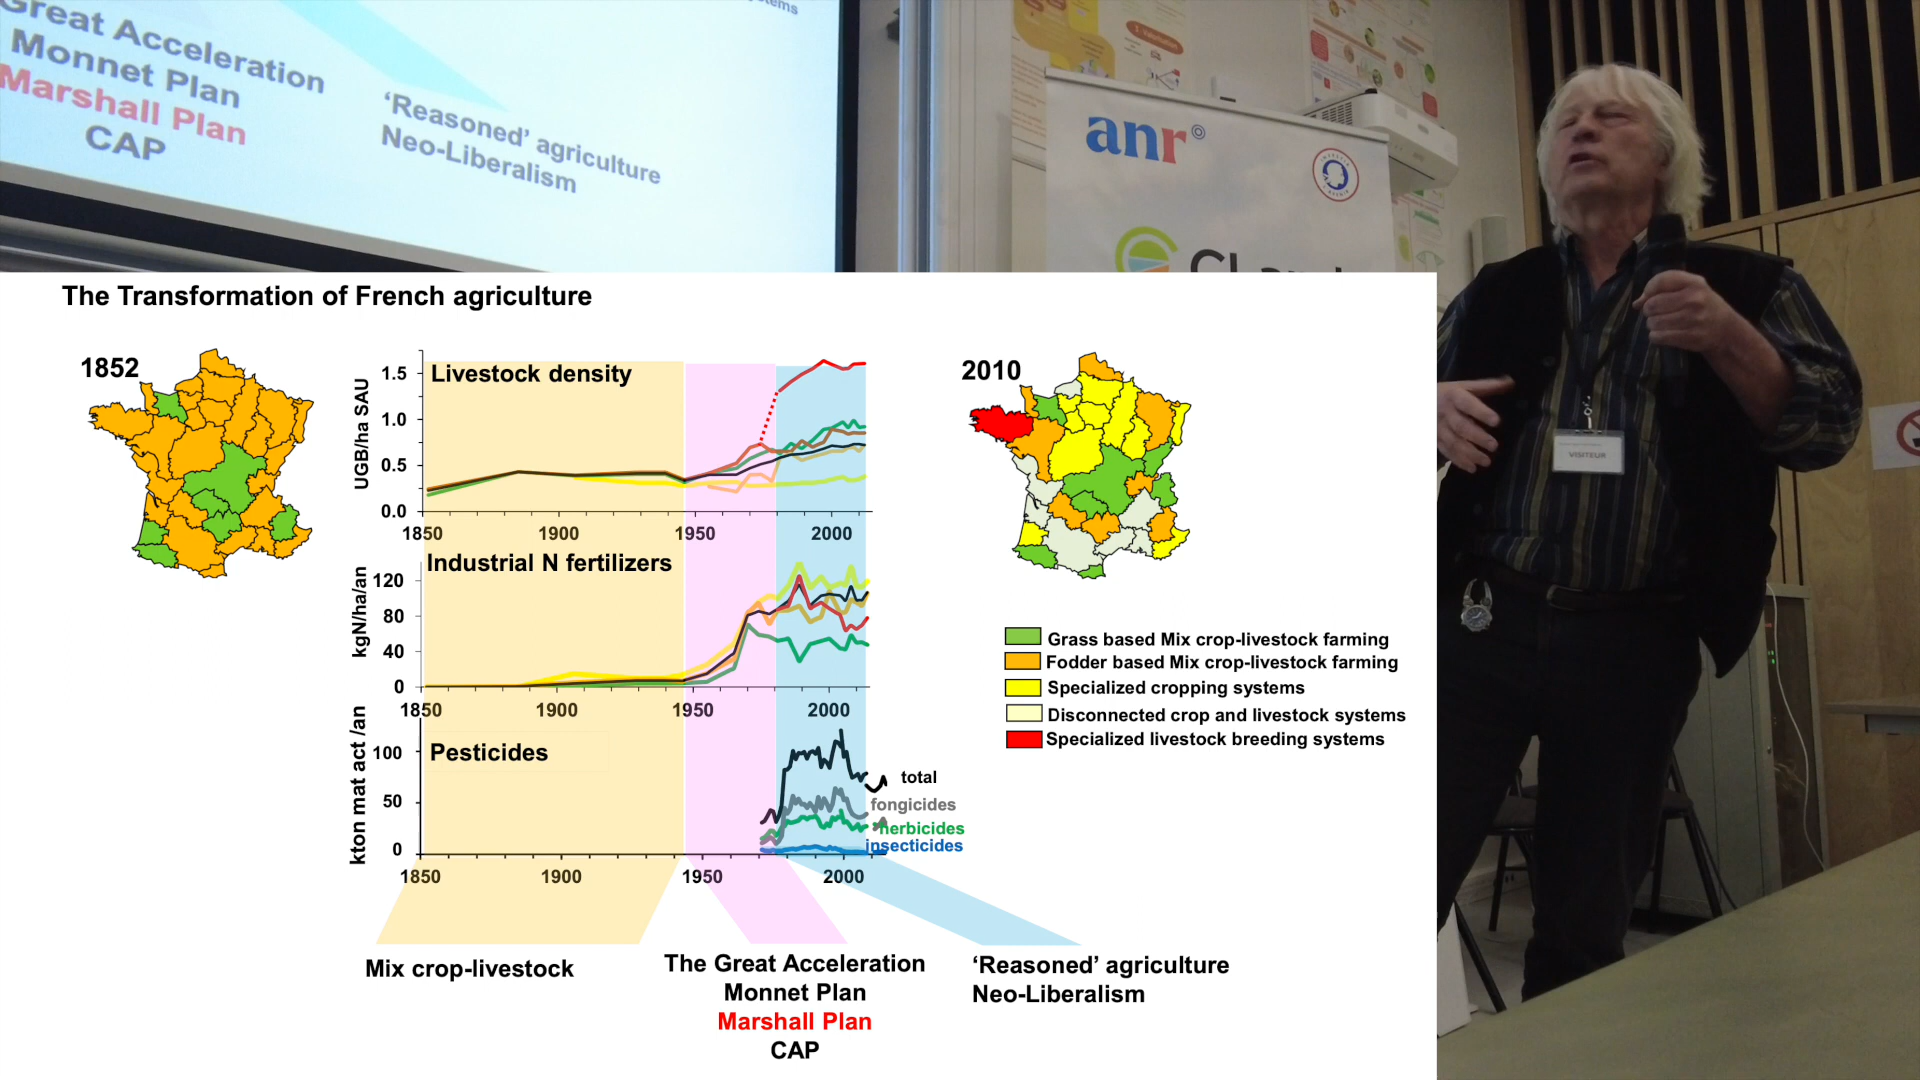 Great Acceleration
Monnet Plan
Marshall Plan
CAP
'Reasoned' agriculture
Neo-Liberalism
anr
VISITEUR
The Transformation of French agriculture
1852
2010
Livestock density
UGB/ha SAU
1.5
1.0
0.5
0.0
1850 1900 1950 2000
Industrial N fertilizers
kgN/ha/an
120
80
40
0
1850 1900 1950 2000
Pesticides
kton mat act /an
100
50
0
1850 1900 1950 2000
total
fongicides
herbicides
insecticides
Grass based Mix crop-livestock farming
Fodder based Mix crop-livestock farming
Specialized cropping systems
Disconnected crop and livestock systems
Specialized livestock breeding systems
Mix crop-livestock
The Great Acceleration
Monnet Plan
Marshall Plan
CAP
'Reasoned' agriculture
Neo-Liberalism